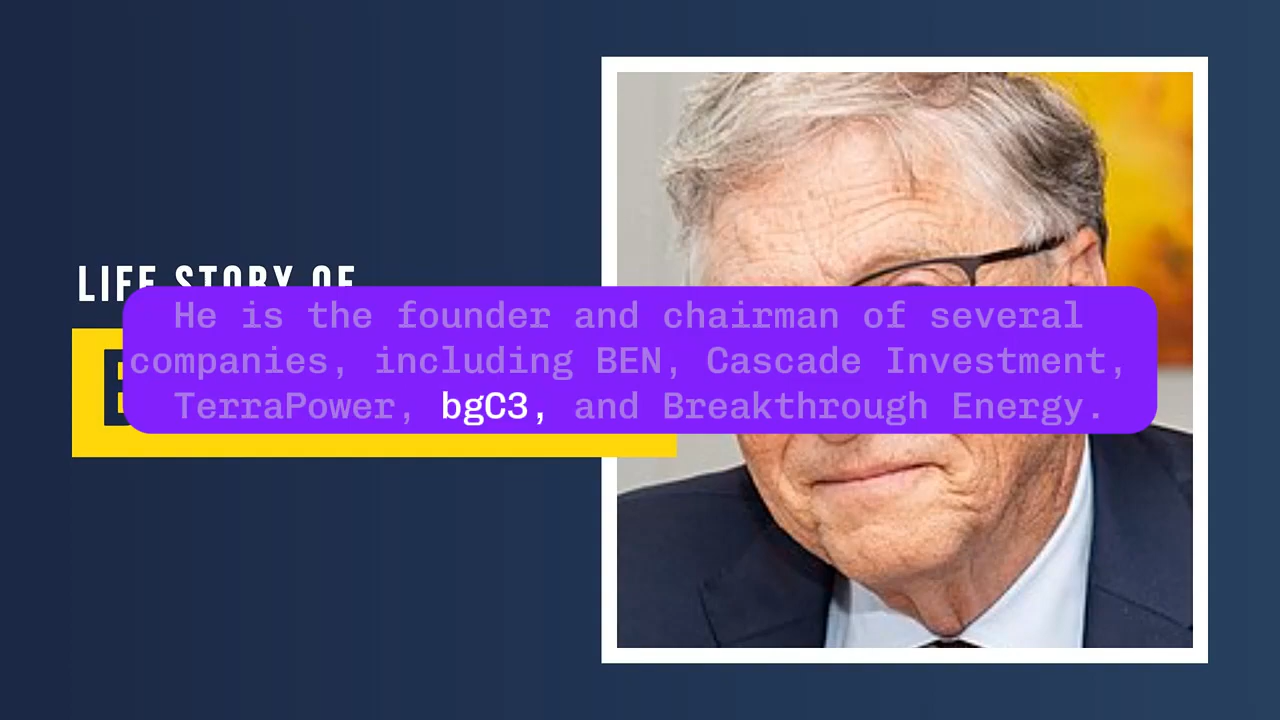 LIFE STORY OF
He is the founder and chairman of several
companies, including BEN, Cascade Investment,
TerraPower, bgC3, and Breakthrough Energy.